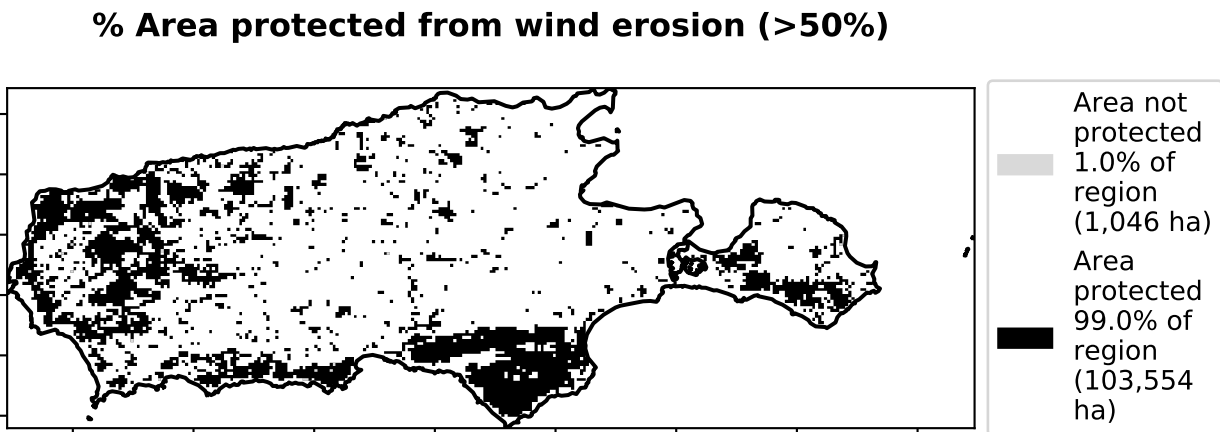 % Area protected from wind erosion (>50%)
Area not
protected
1.0% of
region
(1,046 ha)
Area
protected
99.0% of
region
(103,554
ha)